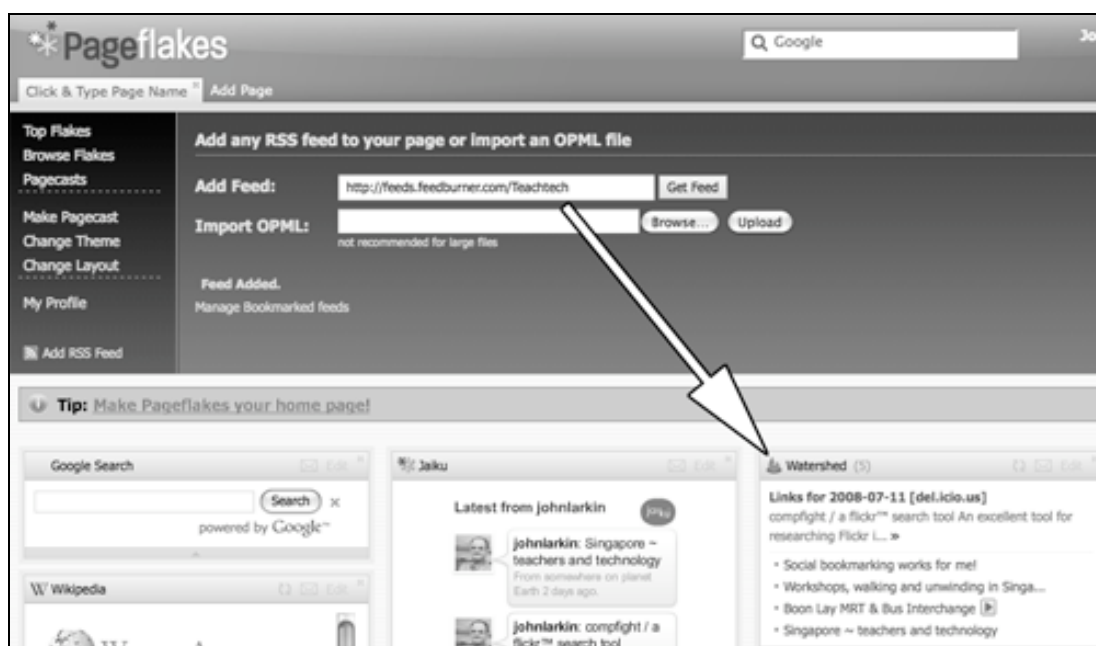 Pageflakes
Google
Jo
Click & Type Page Name
Add Page
Top Flakes
Browse Flakes
Pagecasts
Make Pagecast
Change Theme
Change Layout
My Profile
Add RSS Feed
Add any RSS feed to your page or import an OPML file
Add Feed:
http://feeds.feedburner.com/Teachtech
Get Feed
Import OPML:
Browse...
Upload
not recommended for large files
Feed Added.
Manage Bookmarked feeds
Tip: Make Pageflakes your home page!
Google Search
Edit
Search
powered by Google™
Wikipedia
Edit
Jaiku
Edit
Latest from johnlarkin
jaiku
johnlarkin: Singapore ~
teachers and technology
From somewhere on planet
Earth 2 days ago.
johnlarkin: compfight / a
flickr™ search tool
Watershed (5)
Edit
Links for 2008-07-11 [del.icio.us]
compfight / a flickr™ search tool An excellent tool for
researching Flickr i... »
Social bookmarking works for me!
Workshops, walking and unwinding in Singa...
Boon Lay MRT & Bus Interchange
Singapore ~ teachers and technology